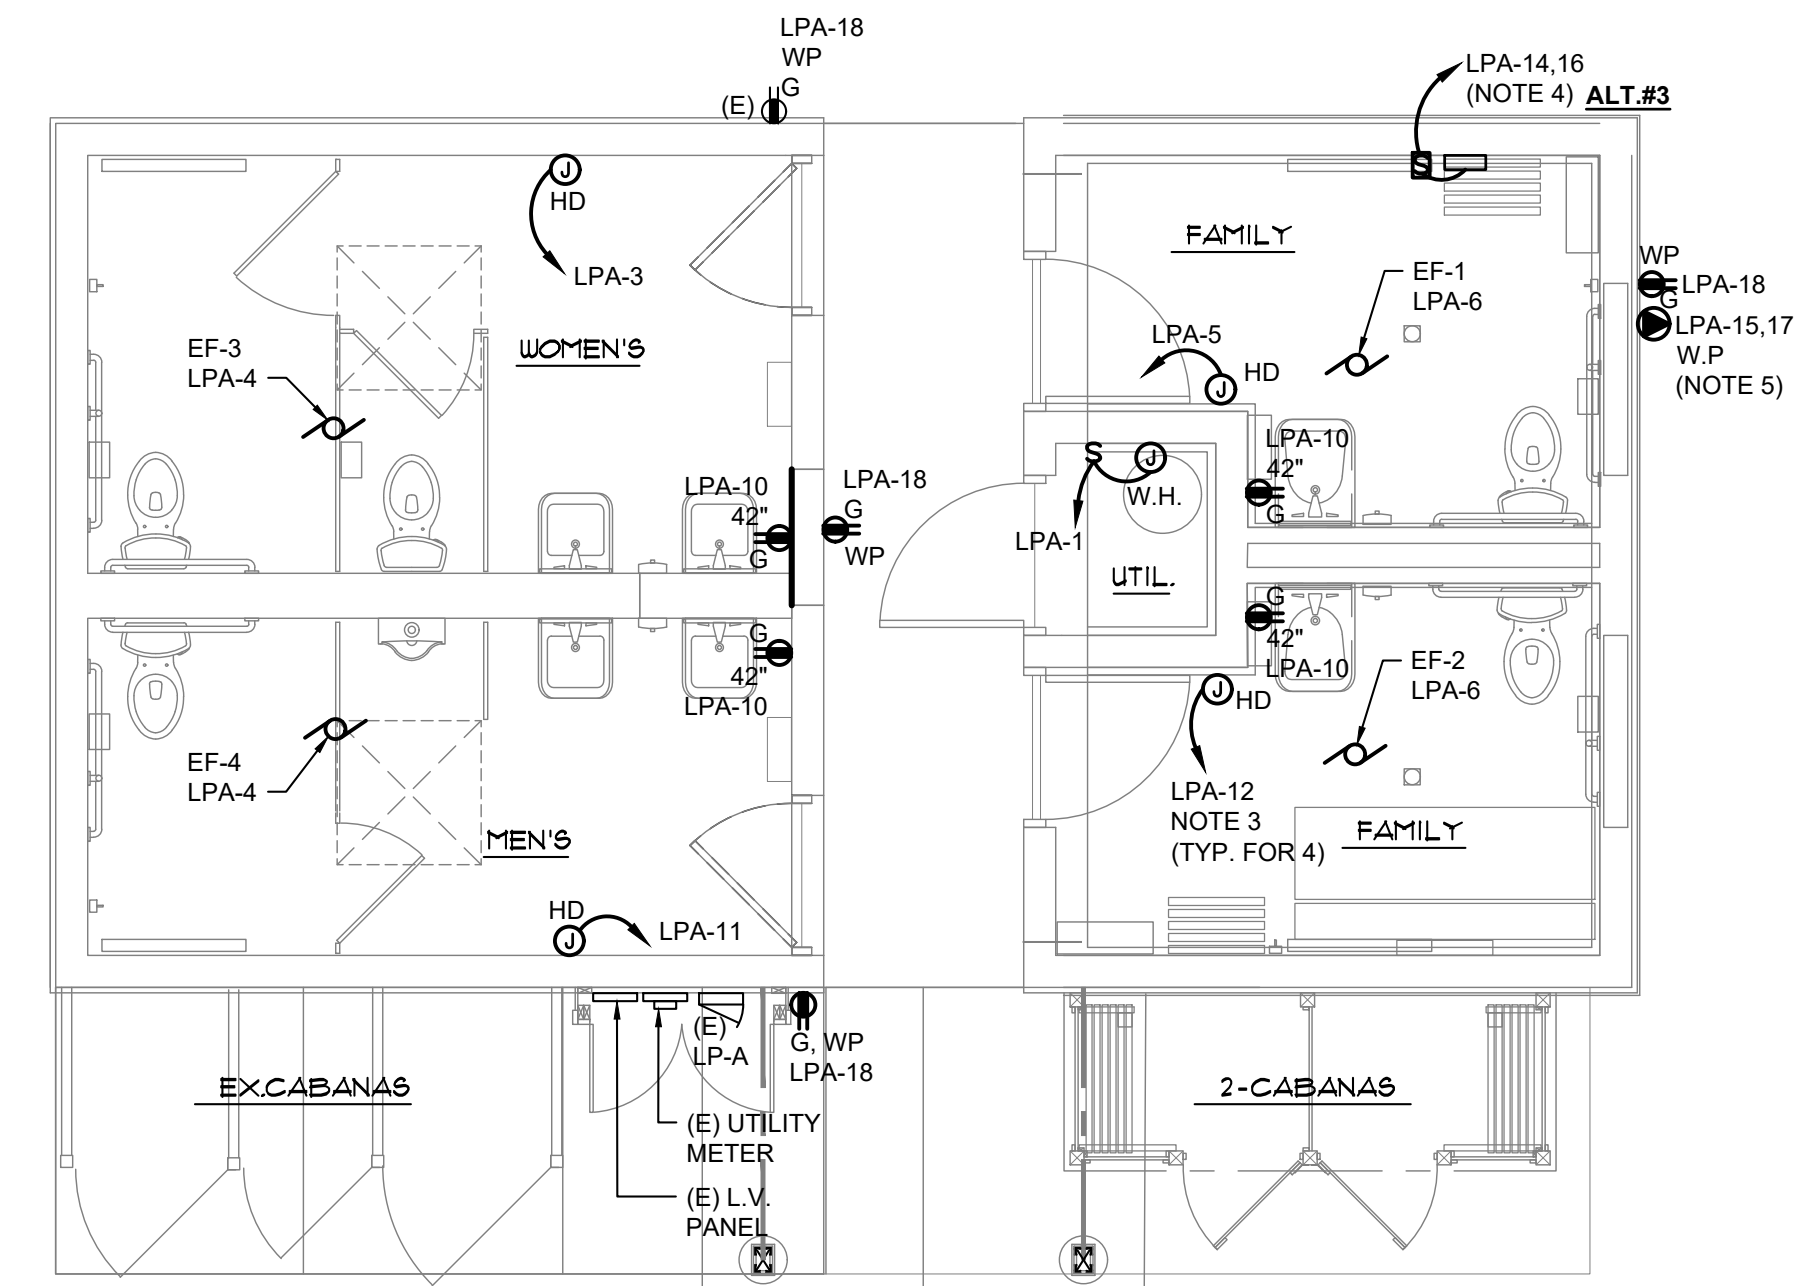 LPA-18
WP
G
(E)
LPA-14,16
(NOTE 4) ALT.#3
J
HD
LPA-3
S
FAMILY
EF-1
LPA-6
WP
LPA-18
G
LPA-15,17
W.P
(NOTE 5)
WOMEN'S
EF-3
LPA-4
LPA-5
J
HD
LPA-10
42"
G
LPA-18
G
WP
S
J
W.H.
LPA-1
UTIL.
LPA-10
42"
G
G
42"
LPA-10
G
42"
LPA-10
EF-2
LPA-6
J
HD
LPA-12
NOTE 3
(TYP. FOR 4)
FAMILY
EF-4
LPA-4
MEN'S
HD
J
LPA-11
(E)
LP-A
G, WP
LPA-18
EX.CABANAS
2-CABANAS
(E) UTILITY
METER
(E) L.V.
PANEL